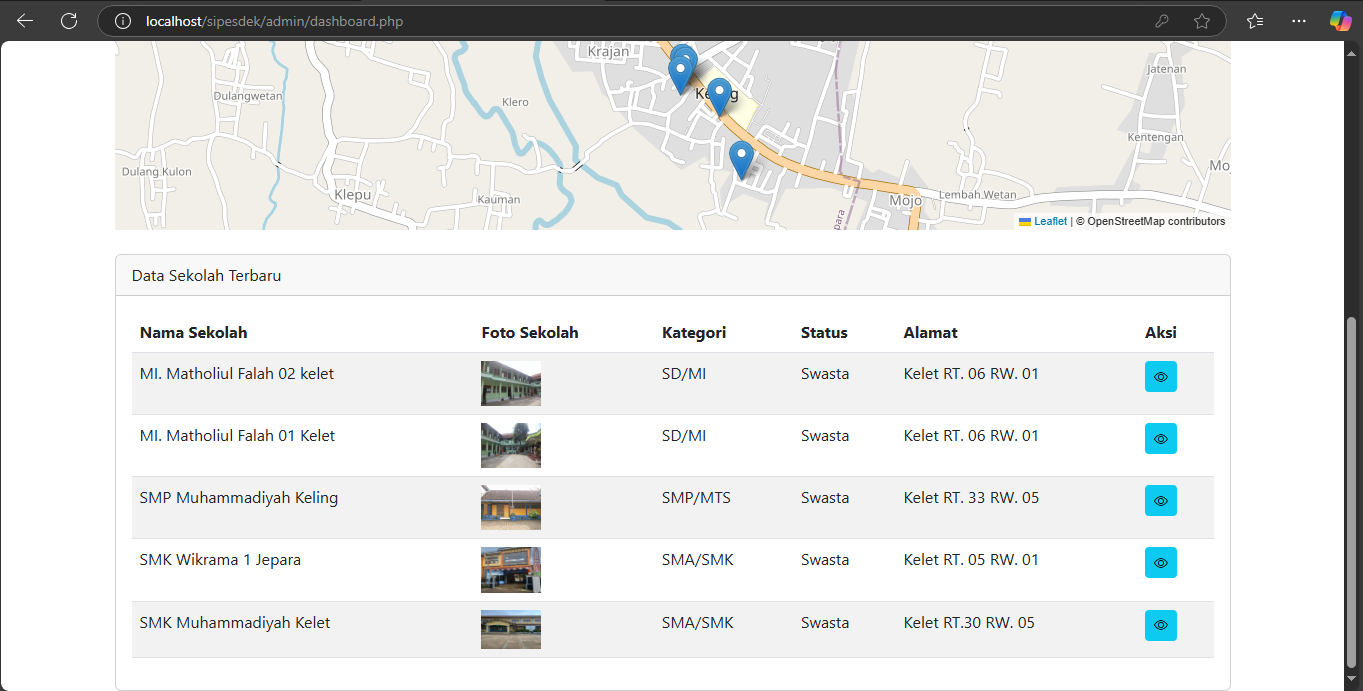 localhost/sipesdek/admin/dashboard.php
Krajan
Jatenan
Dulangwetan
Klero
Kentengan
Dulang Kulon
Klepu
Kauman
Lembah Wetan
Mojo
Leaflet | © OpenStreetMap contributors
Data Sekolah Terbaru
Nama Sekolah Foto Sekolah Kategori Status Alamat Aksi
MI. Matholiul Falah 02 kelet SD/MI Swasta Kelet RT. 06 RW. 01
MI. Matholiul Falah 01 Kelet SD/MI Swasta Kelet RT. 06 RW. 01
SMP Muhammadiyah Keling SMP/MTS Swasta Kelet RT. 33 RW. 05
SMK Wikrama 1 Jepara SMA/SMK Swasta Kelet RT. 05 RW. 01
SMK Muhammadiyah Kelet SMA/SMK Swasta Kelet RT.30 RW. 05